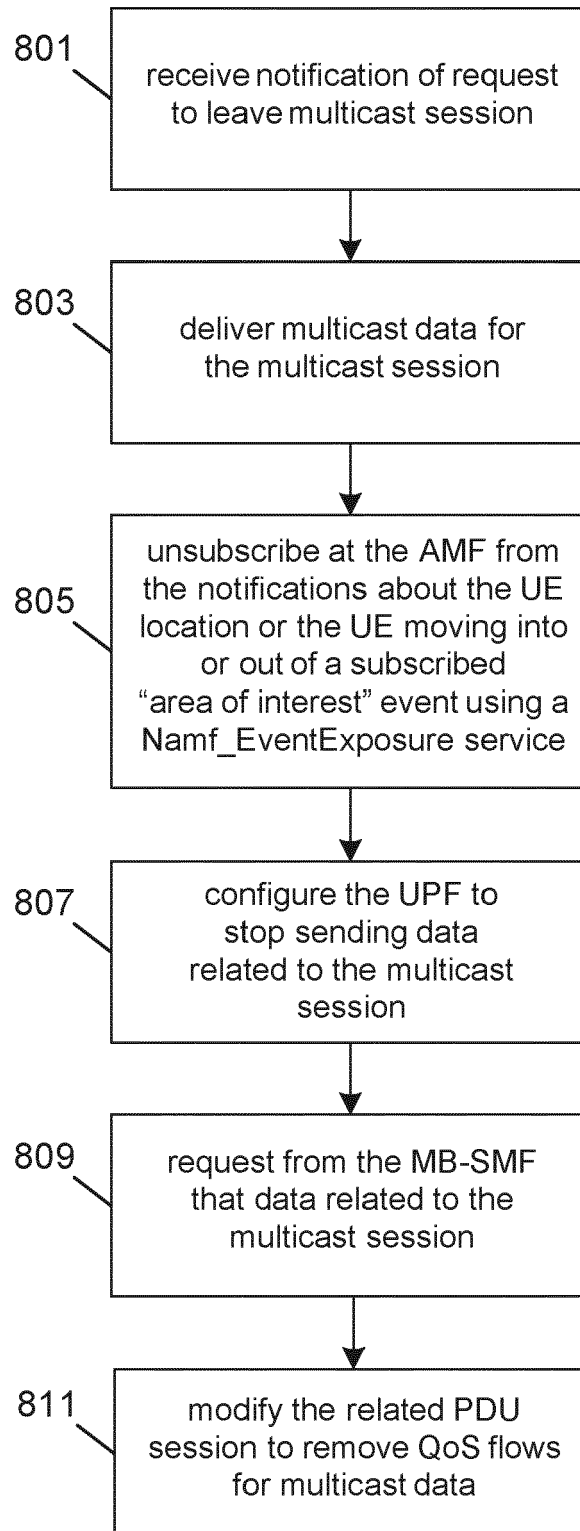 801
receive notification of request
to leave multicast session
803
deliver multicast data for
the multicast session
805
unsubscribe at the AMF from
the notifications about the UE
location or the UE moving into
or out of a subscribed
“area of interest” event using a
Namf_EventExposure service
807
configure the UPF to
stop sending data
related to the multicast
session
809
request from the MB-SMF
that data related to the
multicast session
811
modify the related PDU
session to remove QoS flows
for multicast data